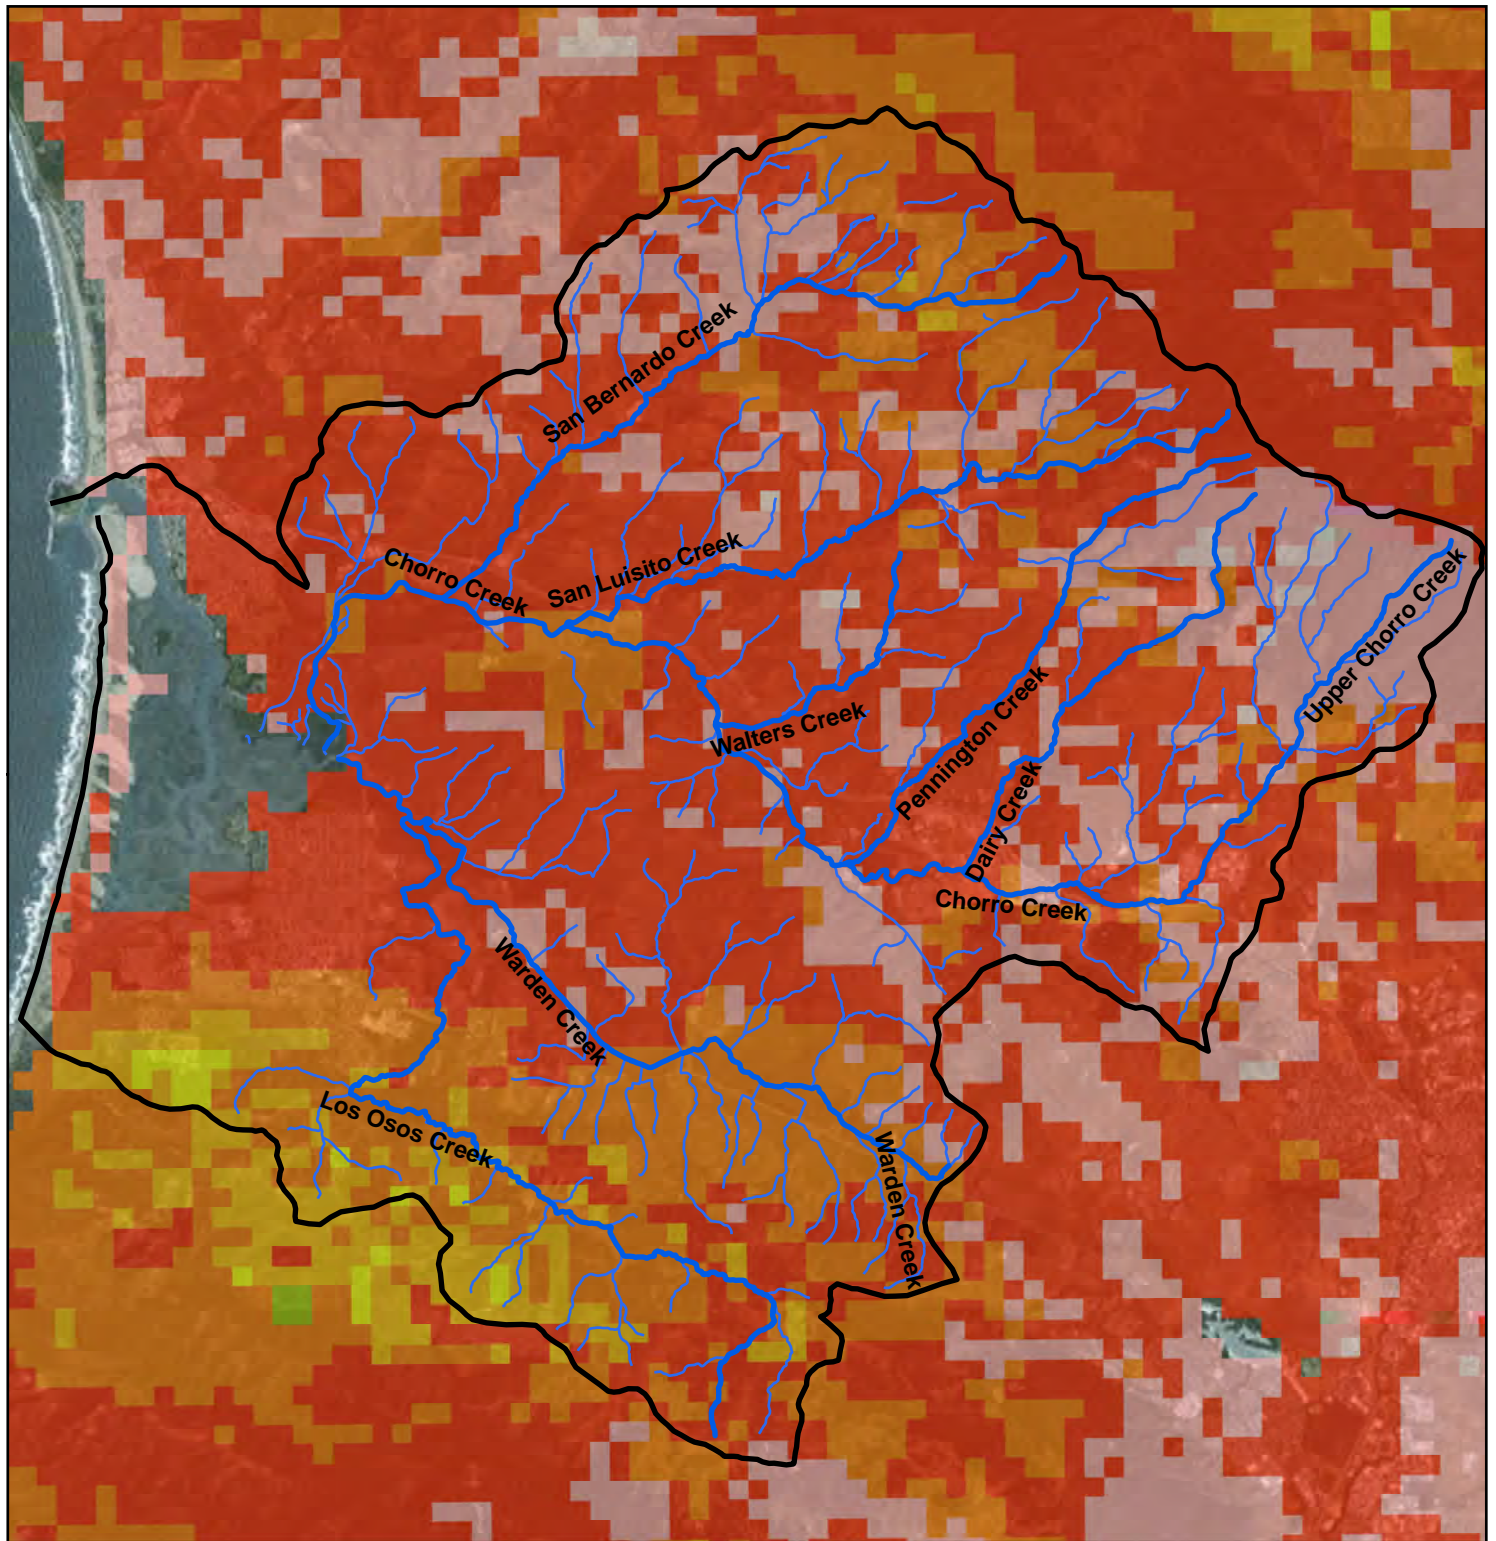 San Bernardo Creek
Chorro Creek
San Luisito Creek
Upper Chorro Creek
Walters Creek
Pennington Creek
Dairy Creek
Chorro Creek
Warden Creek
Los Osos Creek
Warden Creek